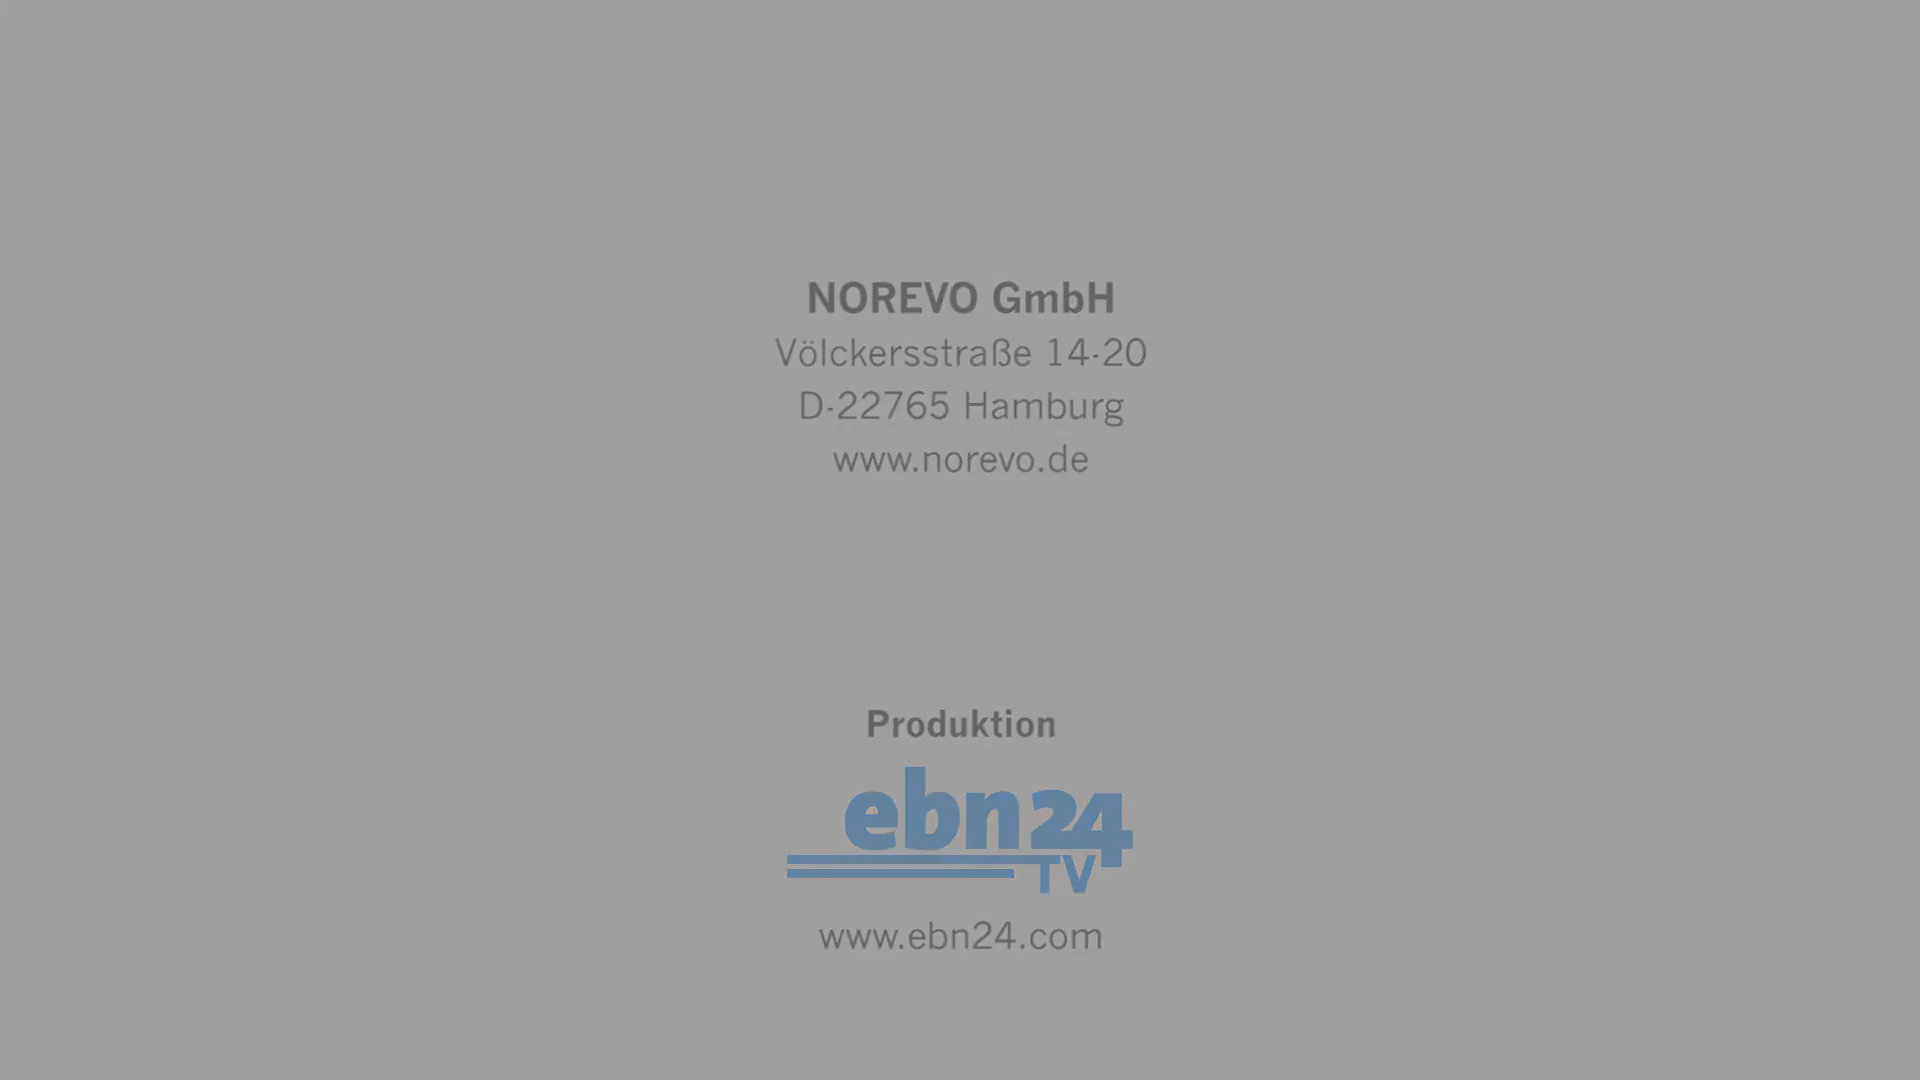 NOREVO GmbH
Völckersstraße 14-20
D-22765 Hamburg
www.norevo.de
Produktion
ebn24
TV
www.ebn24.com